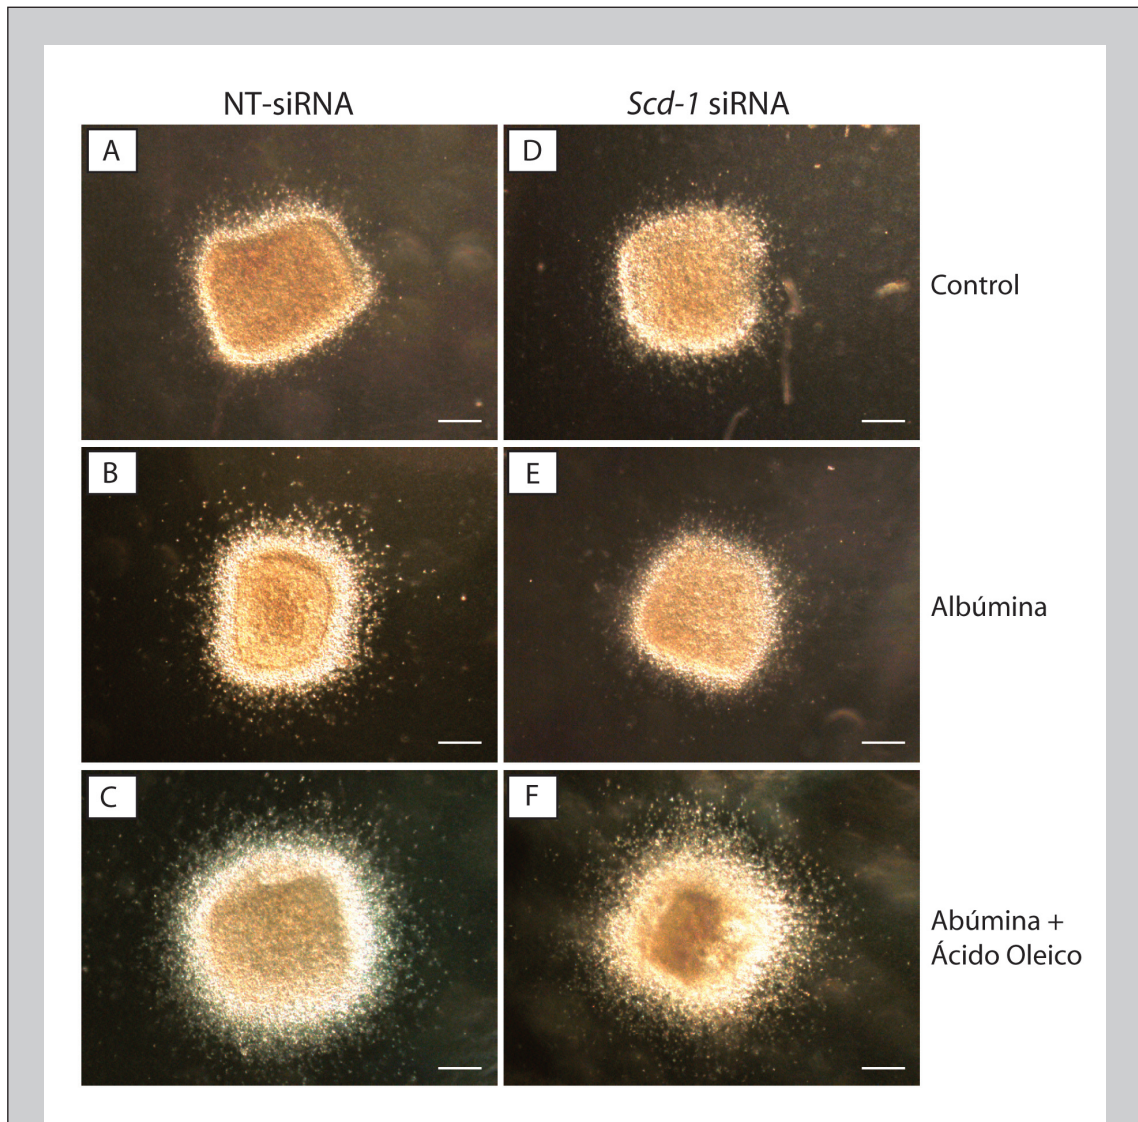 NT-siRNA
Scd-1 siRNA
A
D
Control
B
E
Albúmina
C
F
Abúmina +
Ácido Oleico